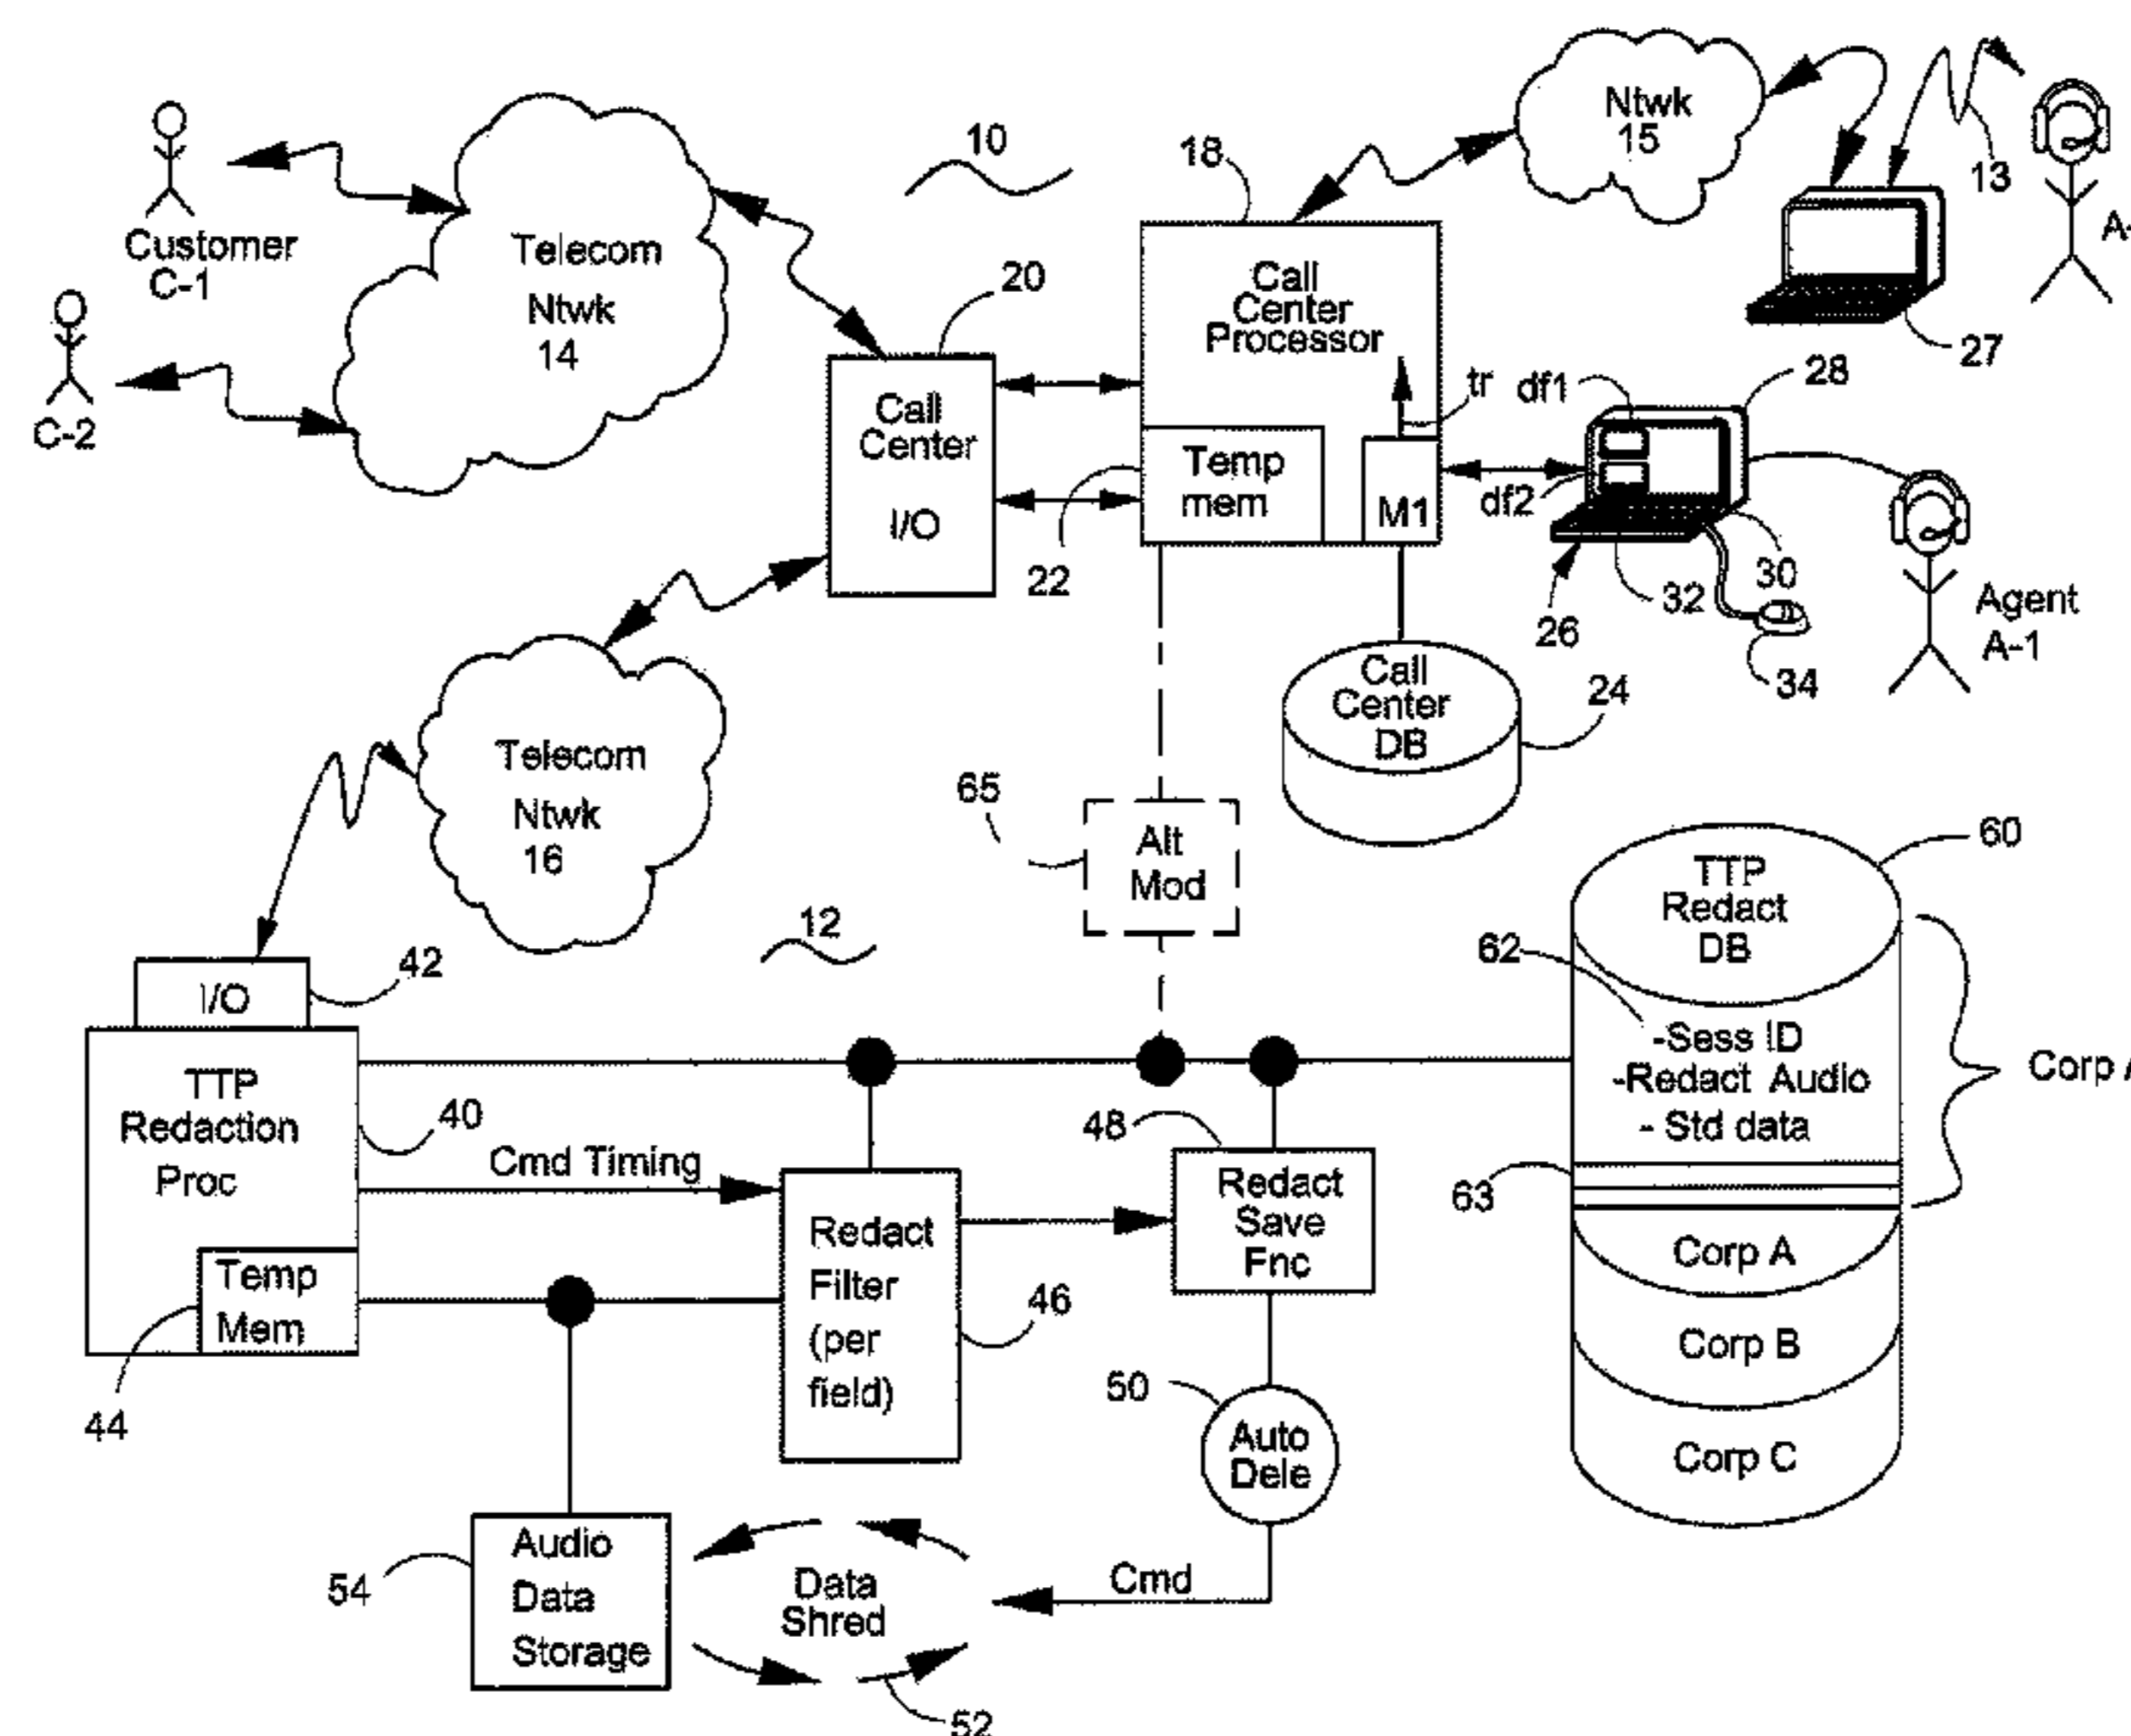 Customer
C-1
C-2
Telecom
Ntwk
14
10
20
Call
Center
I/O
18
Call
Center
Processor
tr
Temp
mem
M1
22
Ntwk
15
13
A-
27
df1
28
df2
30
32
26
34
Agent
A-1
Call
Center
DB
24
Telecom
Ntwk
16
65
Alt
Mod
12
I/O
42
TTP
Redaction
Proc
40
Cmd Timing
Temp
Mem
44
Redact
Filter
(per
field)
46
48
Redact
Save
Fnc
50
Auto
Dele
Cmd
Data
Shred
52
54
Audio
Data
Storage
60
TTP
Redact
DB
62
-Sess ID
-Redact Audio
- Std data
63
Corp A
Corp A
Corp B
Corp C